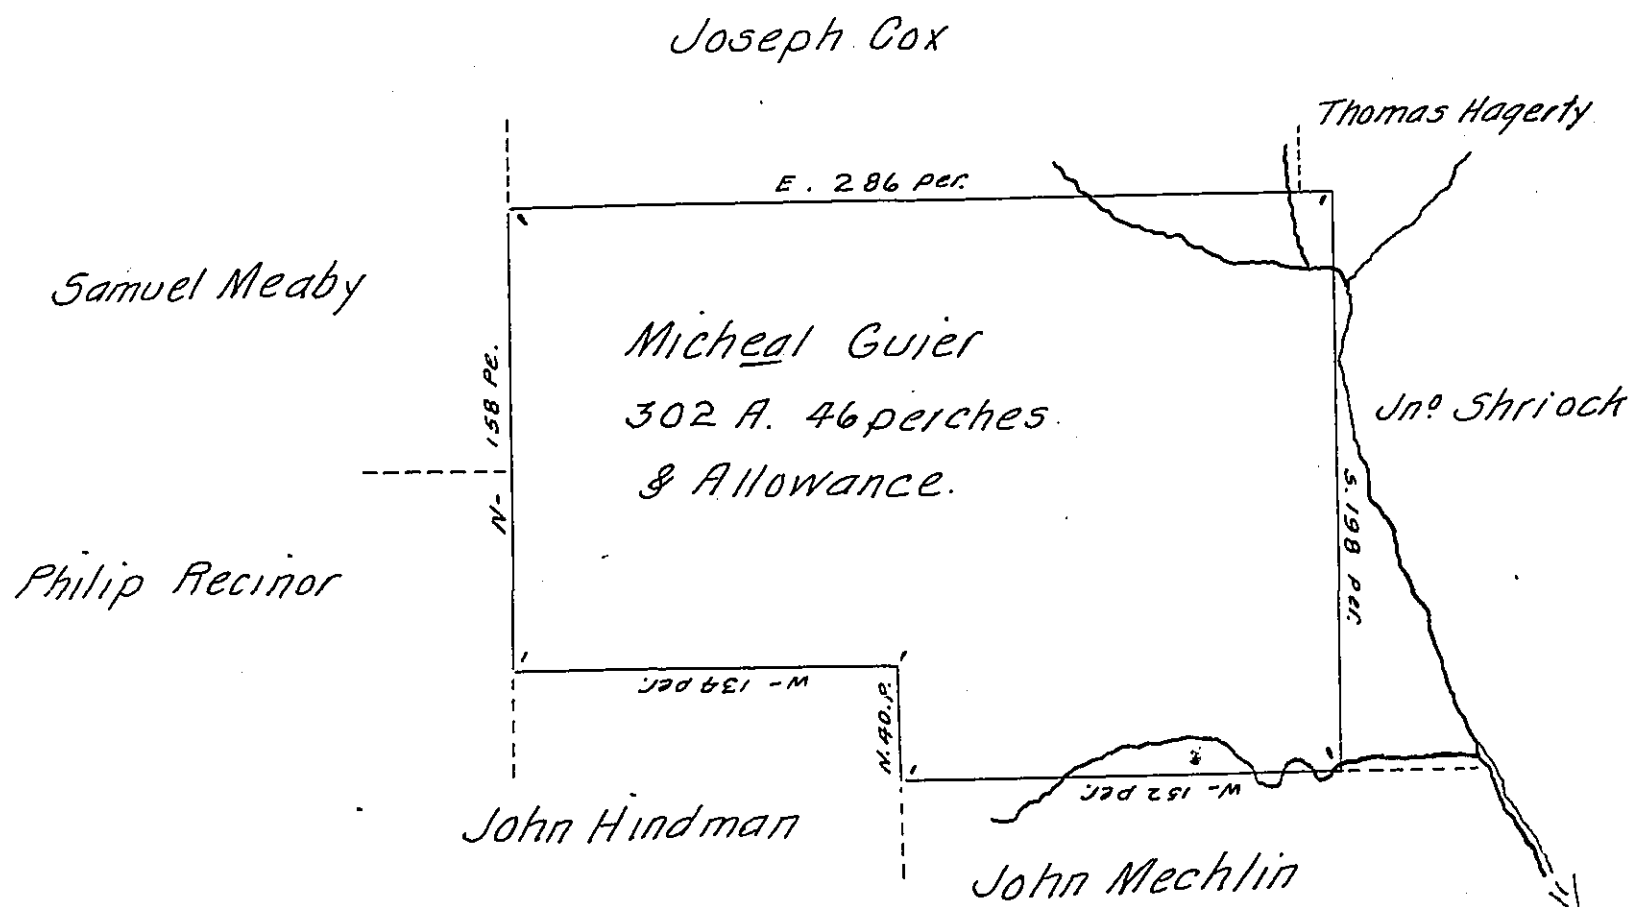 Joseph Cox
Thomas Hagerty
E. 286 per.
Samuel Meaby
Micheal Guier
302 A. 46 perches
& Allowance.
N- 158 Pe.
Jnº Shriock
S. 198 per.
Philip Recinor
W- 134 per.
N. 40. p.
W- 152 per.
John Hindman
John Mechlin